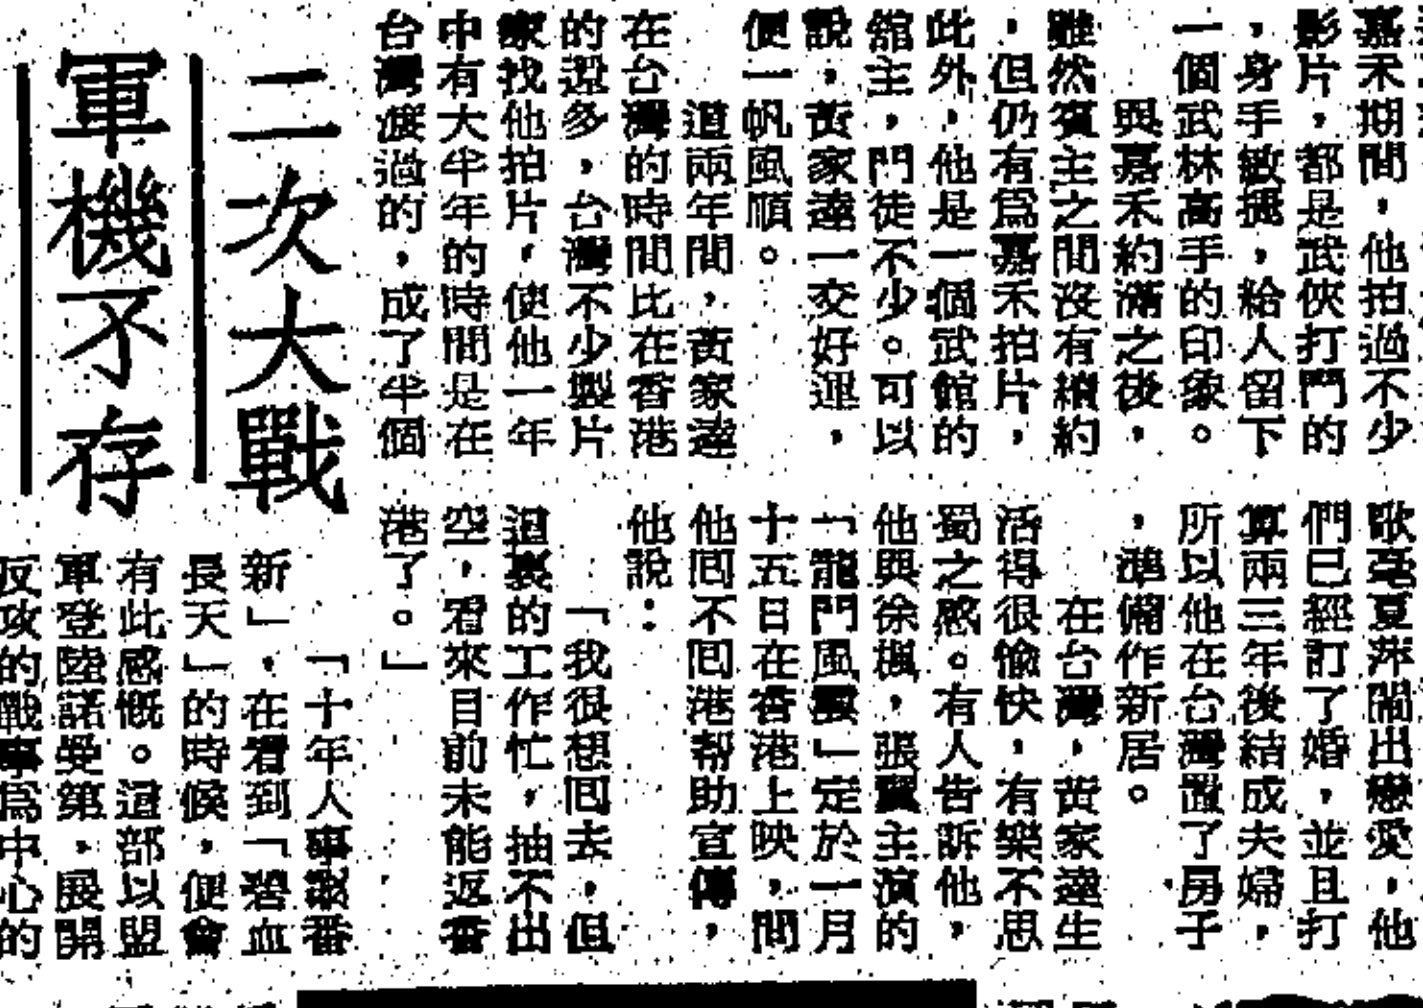 嘉禾期間,他拍過不少
影片,都是武俠打鬥的
,身手敏捷,給人留下
一個武林高手的印象。
與嘉禾約滿之後,
雖然賓主之間沒有續約
,但仍有爲嘉禾拍片,
此外,他是一個武館的
舘主,門徒不少。可以
說,黃家達一交好運,
便一帆風順。
這兩年間,黃家達
在台灣的時間比在香港
的還多,台灣不少製片
家找他拍片,使他一年
中有大半年的時間是在
台灣渡過的,成了半個
歌毫夏萍鬧出戀愛,他
們已經訂了婚,並且打
算兩三年後結成夫婦,
所以他在台灣置了房子
,準備作新居。
在台灣,黃家達生
活得很愉快,有樂不思
蜀之感。有人告訴他,
他與徐楓,張翼主演的
「龍門風雲」定於一月
十五日在香港上映,問
他囘不囘港帮助宣傳,
他說:
「我很想囘去,但
這裏的工作忙,抽不出
空,看來目前未能返香
港了。」
二次大戰
軍機不存
「十年人事幾番
新」,在看到「碧血
長天」的時候,便會
有此感慨。這部以盟
軍登陸諾曼第,展開
反攻的戰事爲中心的